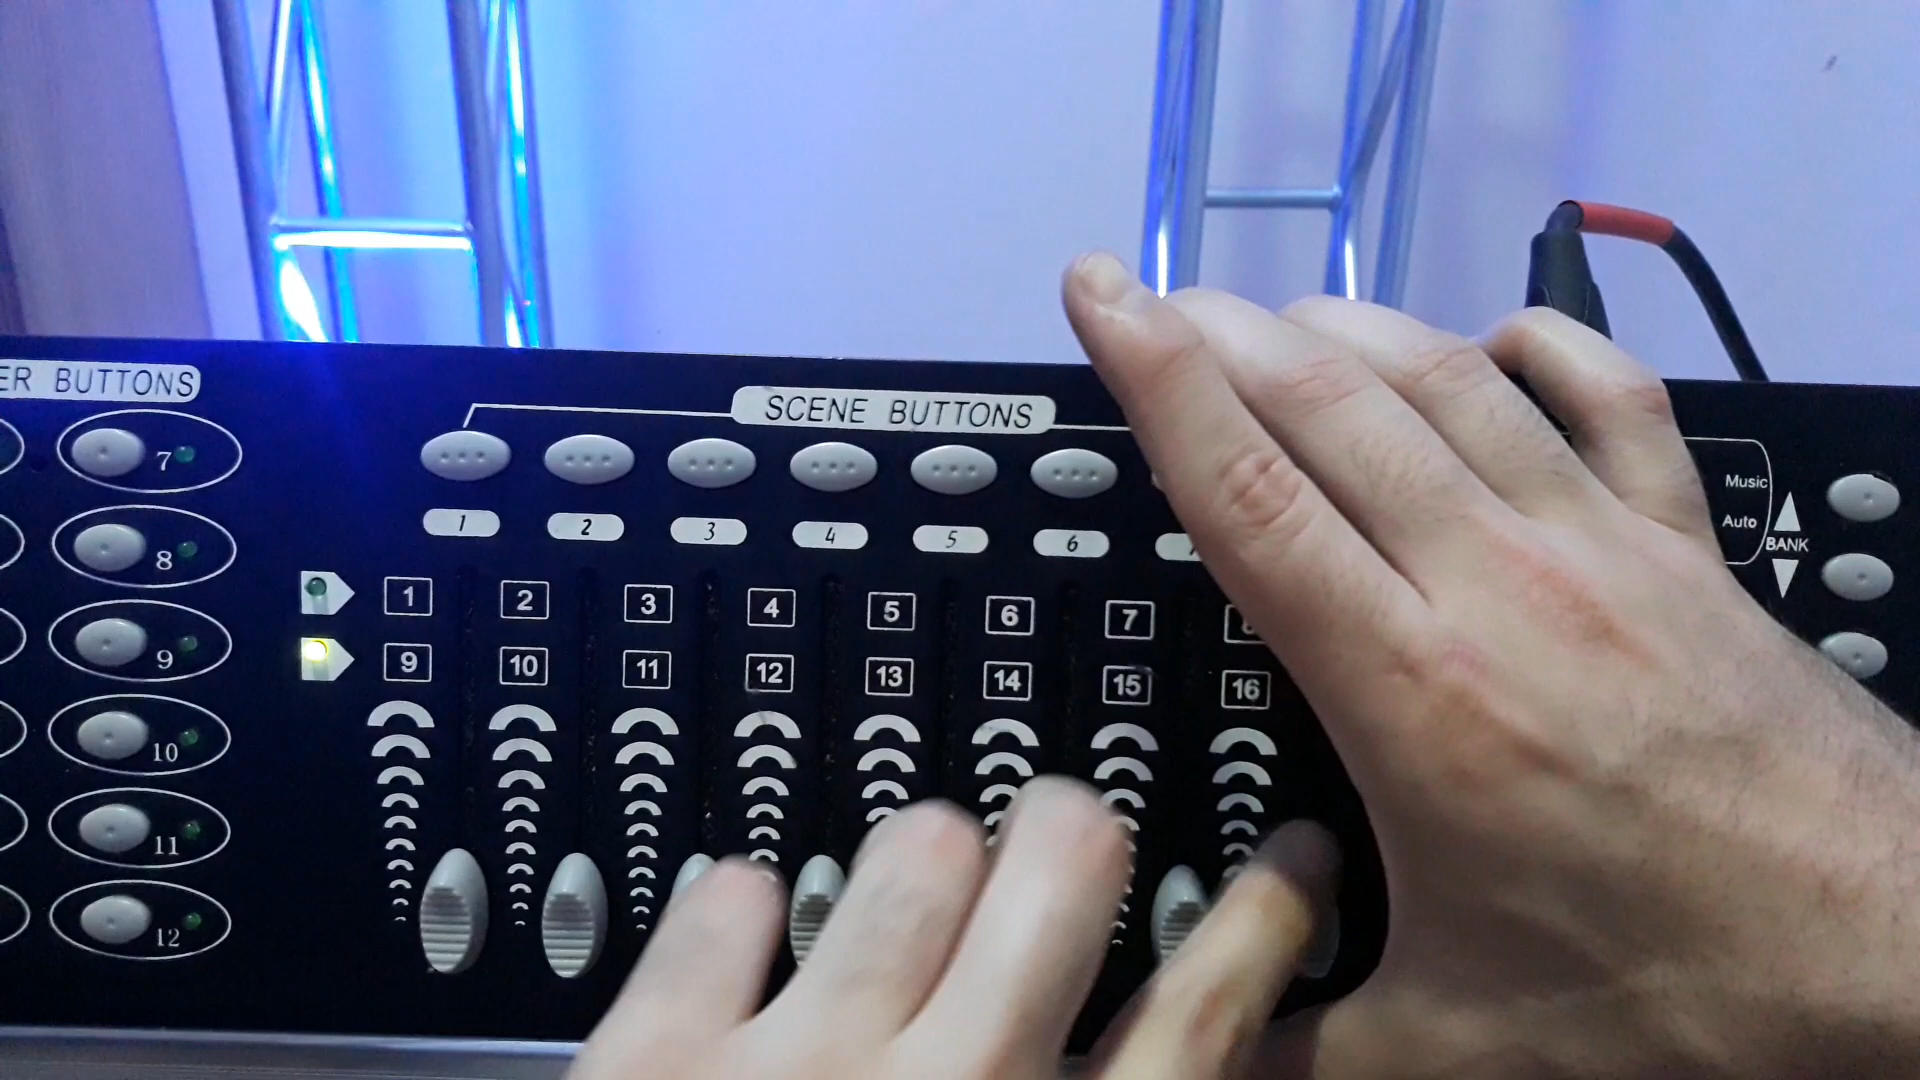 ER BUTTONS
SCENE BUTTONS
7
8
9
10
11
12
1 2 3 4 5 6
1 2 3 4 5 6 7
9 10 11 12 13 14 15 16
Music
Auto
BANK